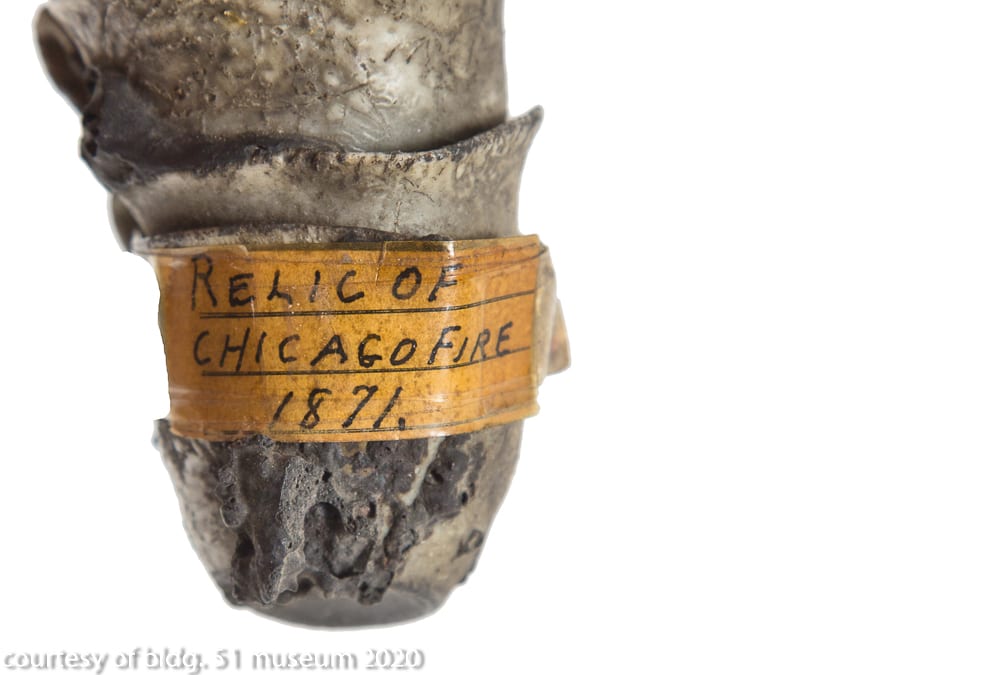 RELIC OF
CHICAGO FIRE
1871.
courtesy of bldg. 51 museum 2020